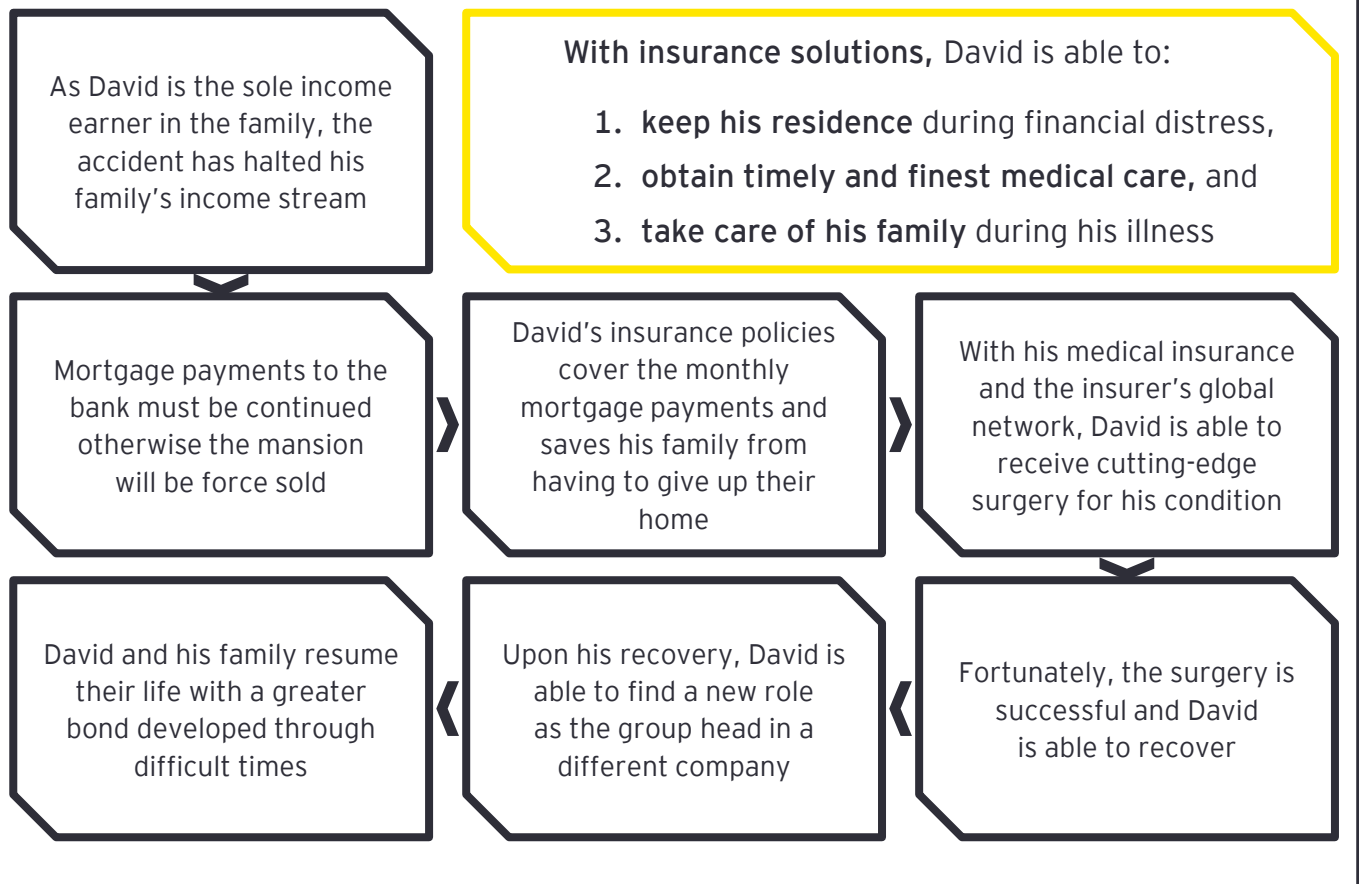 As David is the sole income
earner in the family, the
accident has halted his
family's income stream
With insurance solutions, David is able to:
1. keep his residence during financial distress,
2. obtain timely and finest medical care, and
3. take care of his family during his illness
Mortgage payments to the
bank must be continued
otherwise the mansion
will be force sold
David's insurance policies
cover the monthly
mortgage payments and
saves his family from
having to give up their
home
With his medical insurance
and the insurer's global
network, David is able to
receive cutting-edge
surgery for his condition
Fortunately, the surgery is
successful and David
is able to recover
Upon his recovery, David is
able to find a new role
as the group head in a
different company
David and his family resume
their life with a greater
bond developed through
difficult times